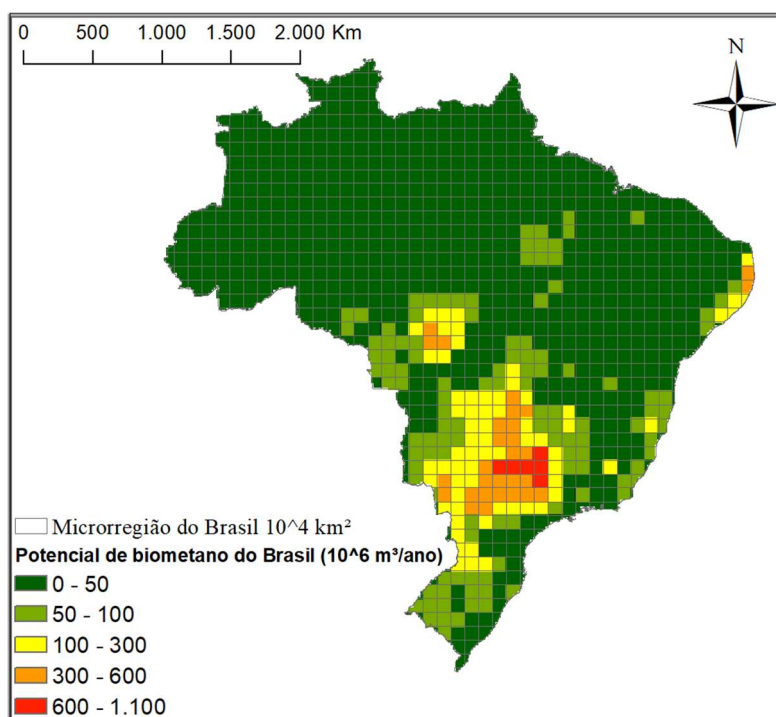 0 500 1.000 1.500 2.000 Km
N
Microrregião do Brasil 10^4 km²
Potencial de biometano do Brasil (10^6 m³/ano)
0 - 50
50 - 100
100 - 300
300 - 600
600 - 1.100